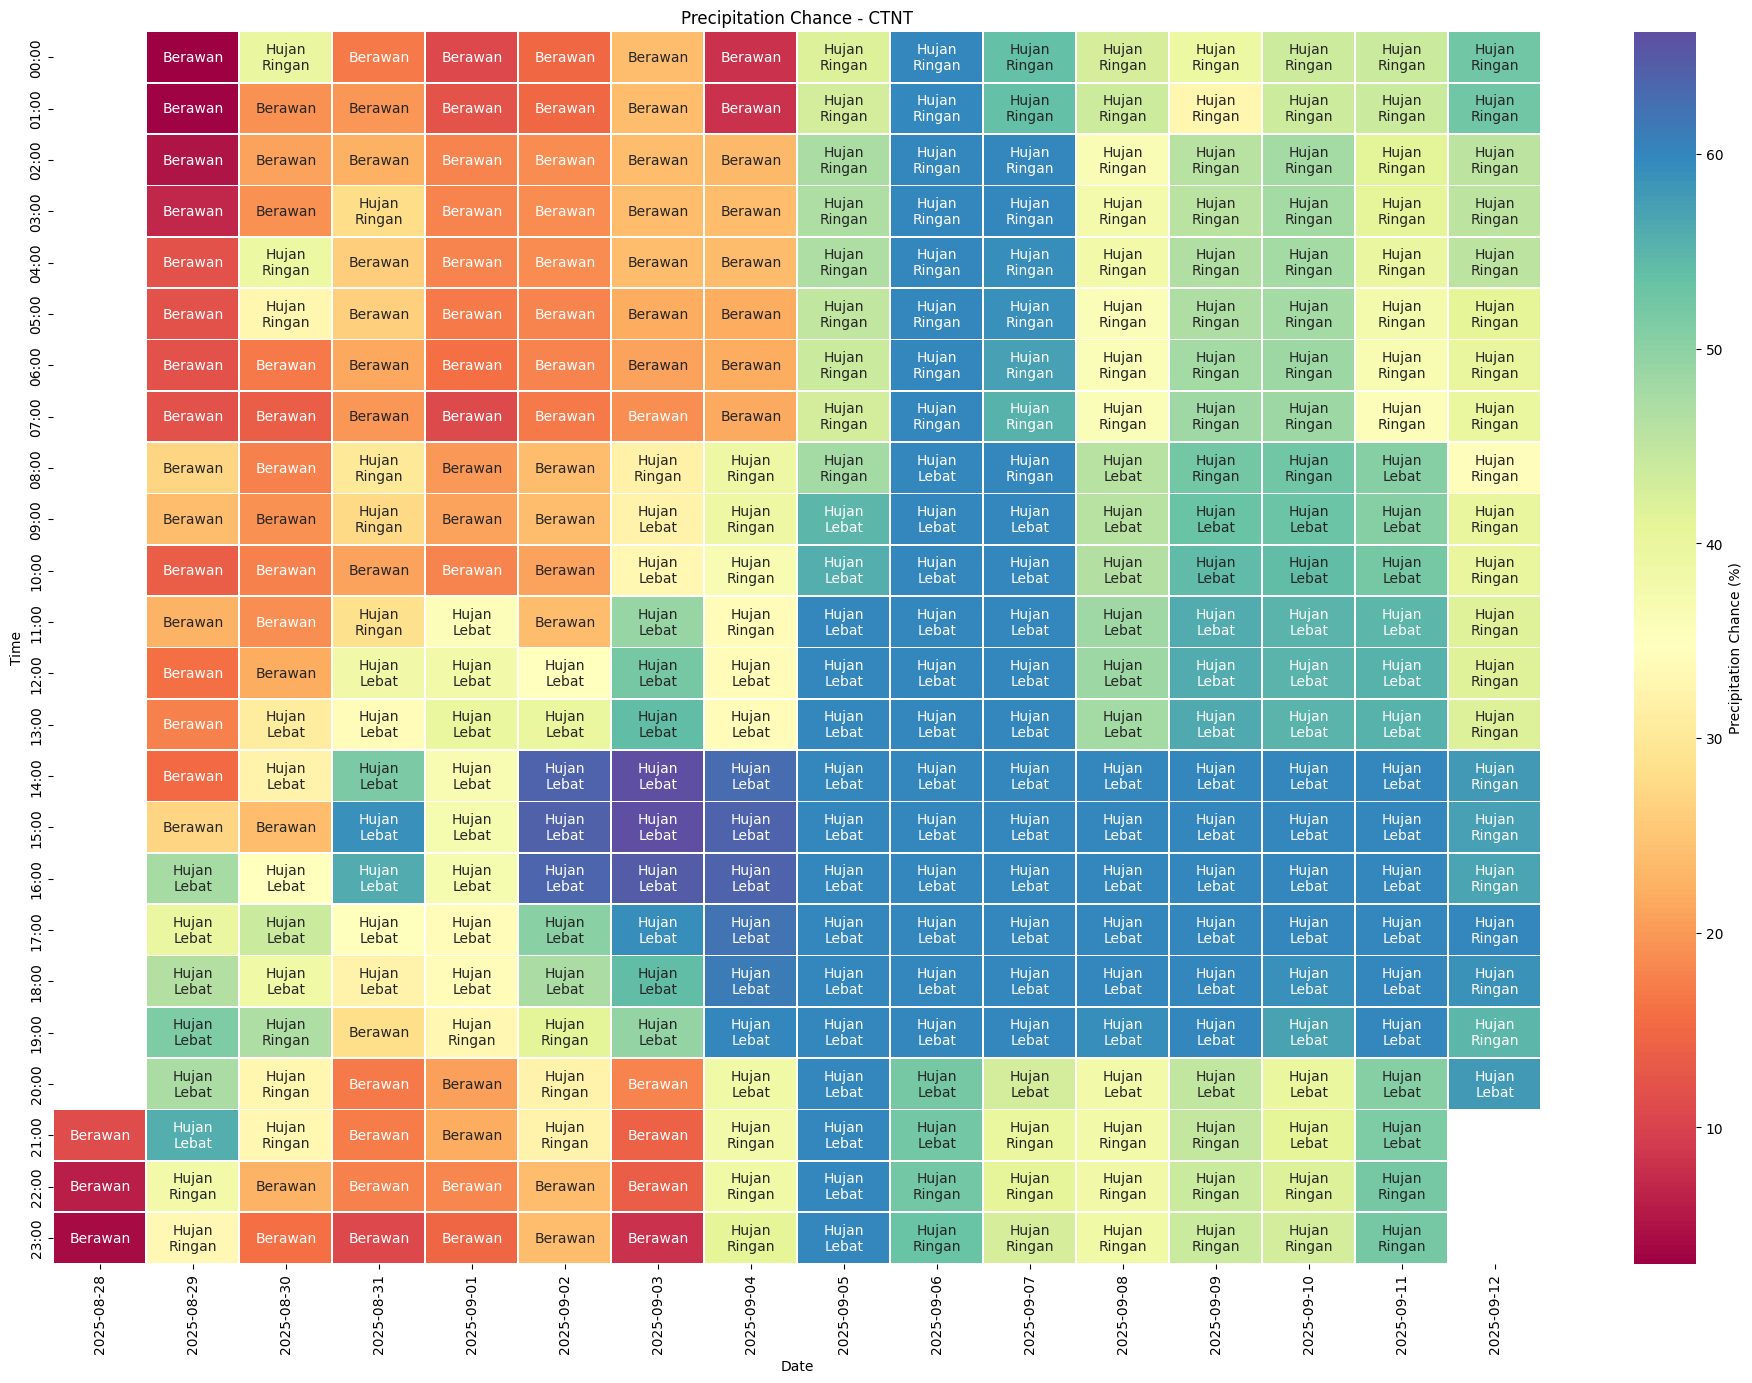 Precipitation Chance - CTNT
00:00 Berawan Hujan Ringan Berawan Berawan Berawan Berawan Berawan Hujan Ringan Hujan Ringan Hujan Ringan Hujan Ringan Hujan Ringan Hujan Ringan Hujan Ringan Hujan Ringan
01:00 Berawan Berawan Berawan Berawan Berawan Berawan Berawan Hujan Ringan Hujan Ringan Hujan Ringan Hujan Ringan Hujan Ringan Hujan Ringan Hujan Ringan Hujan Ringan
02:00 Berawan Berawan Berawan Berawan Berawan Berawan Berawan Hujan Ringan Hujan Ringan Hujan Ringan Hujan Ringan Hujan Ringan Hujan Ringan Hujan Ringan Hujan Ringan
03:00 Berawan Berawan Hujan Ringan Berawan Berawan Berawan Berawan Hujan Ringan Hujan Ringan Hujan Ringan Hujan Ringan Hujan Ringan Hujan Ringan Hujan Ringan Hujan Ringan
04:00 Berawan Hujan Ringan Berawan Berawan Berawan Berawan Berawan Hujan Ringan Hujan Ringan Hujan Ringan Hujan Ringan Hujan Ringan Hujan Ringan Hujan Ringan Hujan Ringan
05:00 Berawan Hujan Ringan Berawan Berawan Berawan Berawan Berawan Hujan Ringan Hujan Ringan Hujan Ringan Hujan Ringan Hujan Ringan Hujan Ringan Hujan Ringan Hujan Ringan
06:00 Berawan Berawan Berawan Berawan Berawan Berawan Berawan Hujan Ringan Hujan Ringan Hujan Ringan Hujan Ringan Hujan Ringan Hujan Ringan Hujan Ringan Hujan Ringan
07:00 Berawan Berawan Berawan Berawan Berawan Berawan Berawan Hujan Ringan Hujan Ringan Hujan Ringan Hujan Ringan Hujan Ringan Hujan Ringan Hujan Ringan Hujan Ringan
08:00 Berawan Berawan Hujan Ringan Berawan Berawan Hujan Ringan Hujan Ringan Hujan Ringan Hujan Lebat Hujan Ringan Hujan Lebat Hujan Ringan Hujan Ringan Hujan Lebat Hujan Ringan
09:00 Berawan Berawan Hujan Ringan Berawan Berawan Hujan Lebat Hujan Ringan Hujan Lebat Hujan Lebat Hujan Lebat Hujan Lebat Hujan Lebat Hujan Lebat Hujan Lebat Hujan Ringan
10:00 Berawan Berawan Berawan Berawan Berawan Hujan Lebat Hujan Ringan Hujan Lebat Hujan Lebat Hujan Lebat Hujan Lebat Hujan Lebat Hujan Lebat Hujan Lebat Hujan Ringan
11:00 Berawan Berawan Hujan Ringan Hujan Lebat Berawan Hujan Lebat Hujan Ringan Hujan Lebat Hujan Lebat Hujan Lebat Hujan Lebat Hujan Lebat Hujan Lebat Hujan Lebat Hujan Ringan
12:00 Berawan Berawan Hujan Lebat Hujan Lebat Hujan Lebat Hujan Lebat Hujan Lebat Hujan Lebat Hujan Lebat Hujan Lebat Hujan Lebat Hujan Lebat Hujan Lebat Hujan Lebat Hujan Ringan
13:00 Berawan Hujan Lebat Hujan Lebat Hujan Lebat Hujan Lebat Hujan Lebat Hujan Lebat Hujan Lebat Hujan Lebat Hujan Lebat Hujan Lebat Hujan Lebat Hujan Lebat Hujan Lebat Hujan Ringan
14:00 Berawan Hujan Lebat Hujan Lebat Hujan Lebat Hujan Lebat Hujan Lebat Hujan Lebat Hujan Lebat Hujan Lebat Hujan Lebat Hujan Lebat Hujan Lebat Hujan Lebat Hujan Lebat Hujan Ringan
15:00 Berawan Berawan Hujan Lebat Hujan Lebat Hujan Lebat Hujan Lebat Hujan Lebat Hujan Lebat Hujan Lebat Hujan Lebat Hujan Lebat Hujan Lebat Hujan Lebat Hujan Lebat Hujan Ringan
16:00 Hujan Lebat Hujan Lebat Hujan Lebat Hujan Lebat Hujan Lebat Hujan Lebat Hujan Lebat Hujan Lebat Hujan Lebat Hujan Lebat Hujan Lebat Hujan Lebat Hujan Lebat Hujan Lebat Hujan Ringan
17:00 Hujan Lebat Hujan Lebat Hujan Lebat Hujan Lebat Hujan Lebat Hujan Lebat Hujan Lebat Hujan Lebat Hujan Lebat Hujan Lebat Hujan Lebat Hujan Lebat Hujan Lebat Hujan Lebat Hujan Ringan
18:00 Hujan Lebat Hujan Lebat Hujan Lebat Hujan Lebat Hujan Lebat Hujan Lebat Hujan Lebat Hujan Lebat Hujan Lebat Hujan Lebat Hujan Lebat Hujan Lebat Hujan Lebat Hujan Lebat Hujan Ringan
19:00 Hujan Lebat Hujan Ringan Berawan Hujan Ringan Hujan Ringan Hujan Lebat Hujan Lebat Hujan Lebat Hujan Lebat Hujan Lebat Hujan Lebat Hujan Lebat Hujan Lebat Hujan Lebat Hujan Ringan
20:00 Hujan Lebat Hujan Ringan Berawan Berawan Hujan Ringan Berawan Hujan Lebat Hujan Lebat Hujan Lebat Hujan Lebat Hujan Lebat Hujan Lebat Hujan Lebat Hujan Lebat Hujan Lebat
21:00 Berawan Hujan Lebat Hujan Ringan Berawan Berawan Hujan Ringan Berawan Hujan Ringan Hujan Lebat Hujan Lebat Hujan Ringan Hujan Ringan Hujan Ringan Hujan Lebat Hujan Lebat
22:00 Berawan Hujan Ringan Berawan Berawan Berawan Berawan Berawan Hujan Ringan Hujan Lebat Hujan Ringan Hujan Ringan Hujan Ringan Hujan Ringan Hujan Ringan Hujan Ringan
23:00 Berawan Hujan Ringan Berawan Berawan Berawan Berawan Berawan Hujan Ringan Hujan Lebat Hujan Ringan Hujan Ringan Hujan Ringan Hujan Ringan Hujan Ringan Hujan Ringan
Time
2025-08-28 2025-08-29 2025-08-30 2025-08-31 2025-09-01 2025-09-02 2025-09-03 2025-09-04 2025-09-05 2025-09-06 2025-09-07 2025-09-08 2025-09-09 2025-09-10 2025-09-11 2025-09-12
Date
60
50
40
30
20
10
Precipitation Chance (%)